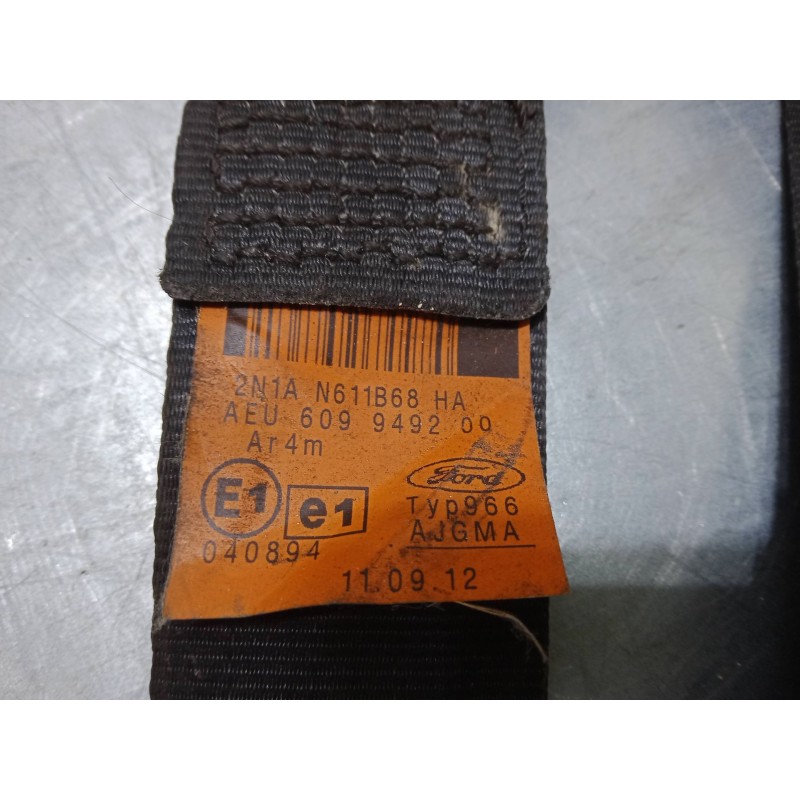 2N1A N611B68 HA
AEU 609 9492 00
Ar4m
Ford
E1 e1 Typ966
040894 AJGMA
11.09.12